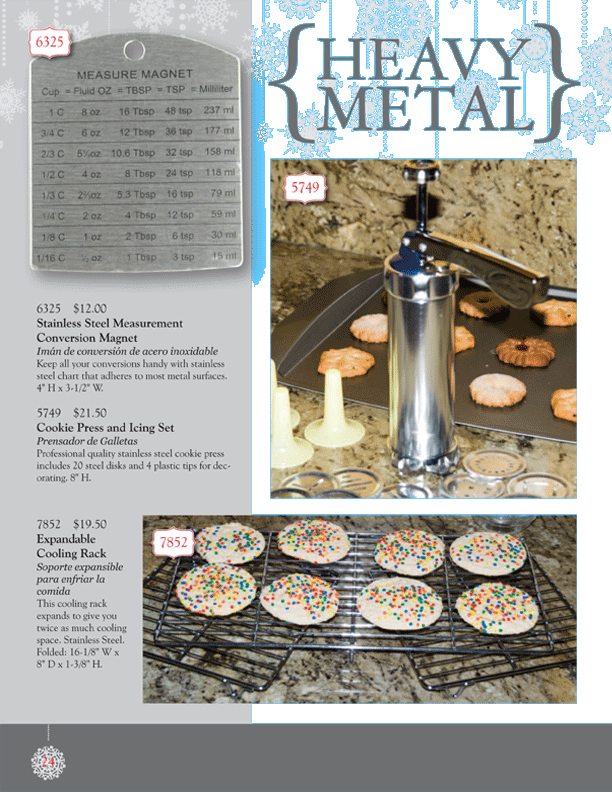 6325
MEASURE MAGNET
Cup = Fluid OZ = TBSP = TSP = Milliliter
1 C 8 oz 16 Tbsp 48 tsp 237 ml
3/4 C 6 oz 12 Tbsp 36 tsp 177 ml
2/3 C 5⅓oz 10.6 Tbsp 32 tsp 158 ml
1/2 C 4 oz 8 Tbsp 24 tsp 118 ml
1/3 C 2⅔oz 5.3 Tbsp 16 tsp 79 ml
1/4 C 2 oz 4 Tbsp 12 tsp 59 ml
1/8 C 1 oz 2 Tbsp 6 tsp 30 ml
1/16 C ½ oz 1 Tbsp 3 tsp 15 ml
{HEAVY
METAL}
5749
6325 $12.00
Stainless Steel Measurement
Conversion Magnet
Imán de conversión de acero inoxidable
Keep all your conversions handy with stainless
steel chart that adheres to most metal surfaces.
4" H x 3-1/2" W.
5749 $21.50
Cookie Press and Icing Set
Prensador de Galletas
Professional quality stainless steel cookie press
includes 20 steel disks and 4 plastic tips for dec-
orating. 8" H.
7852 $19.50
Expandable
Cooling Rack
Soporte expansible
para enfriar la
comida
This cooling rack
expands to give you
twice as much cooling
space. Stainless Steel.
Folded: 16-1/8" W x
8" D x 1-3/8" H.
7852
24